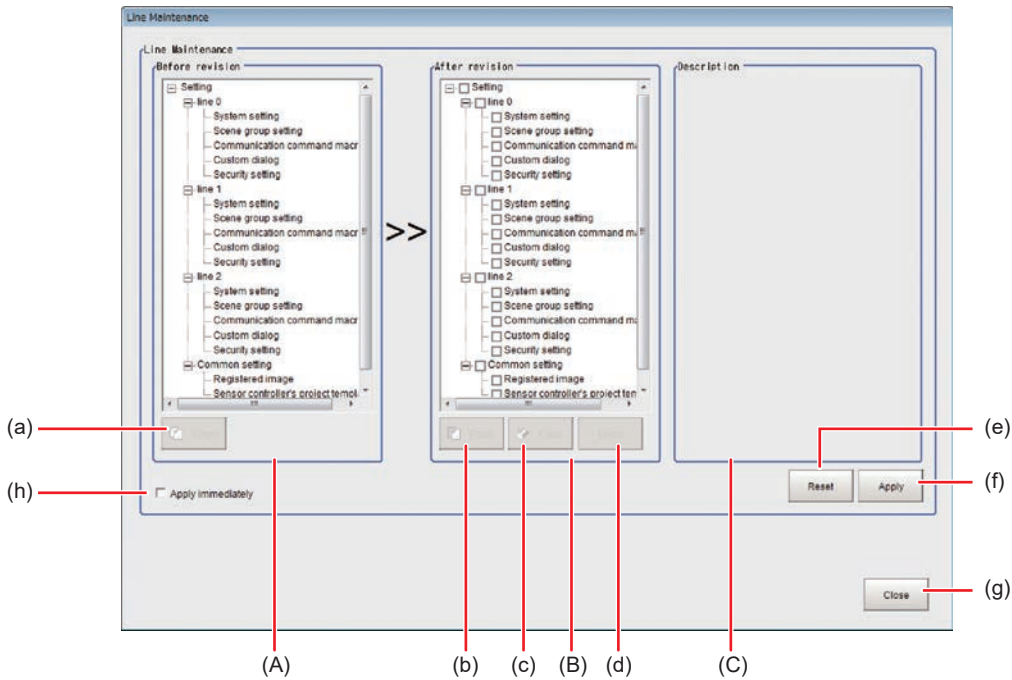 Line Maintenance
Line Maintenance
Before revision
Setting
line 0
System setting
Scene group setting
Communication command macr
Custom dialog
Security setting
line 1
System setting
Scene group setting
Communication command macr
Custom dialog
Security setting
line 2
System setting
Scene group setting
Communication command macr
Custom dialog
Security setting
Common setting
Registered image
Sensor controller's project templ
>>
After revision
Setting
line 0
System setting
Scene group setting
Communication command ma
Custom dialog
Security setting
line 1
System setting
Scene group setting
Communication command ma
Custom dialog
Security setting
line 2
System setting
Scene group setting
Communication command ma
Custom dialog
Security setting
Common setting
Registered image
Sensor controller's project ten
Description
(a)
(e)
(h)
Apply immediately
Reset
Apply
(f)
Close
(g)
(A)
(b)
(c)
(B)
(d)
(C)